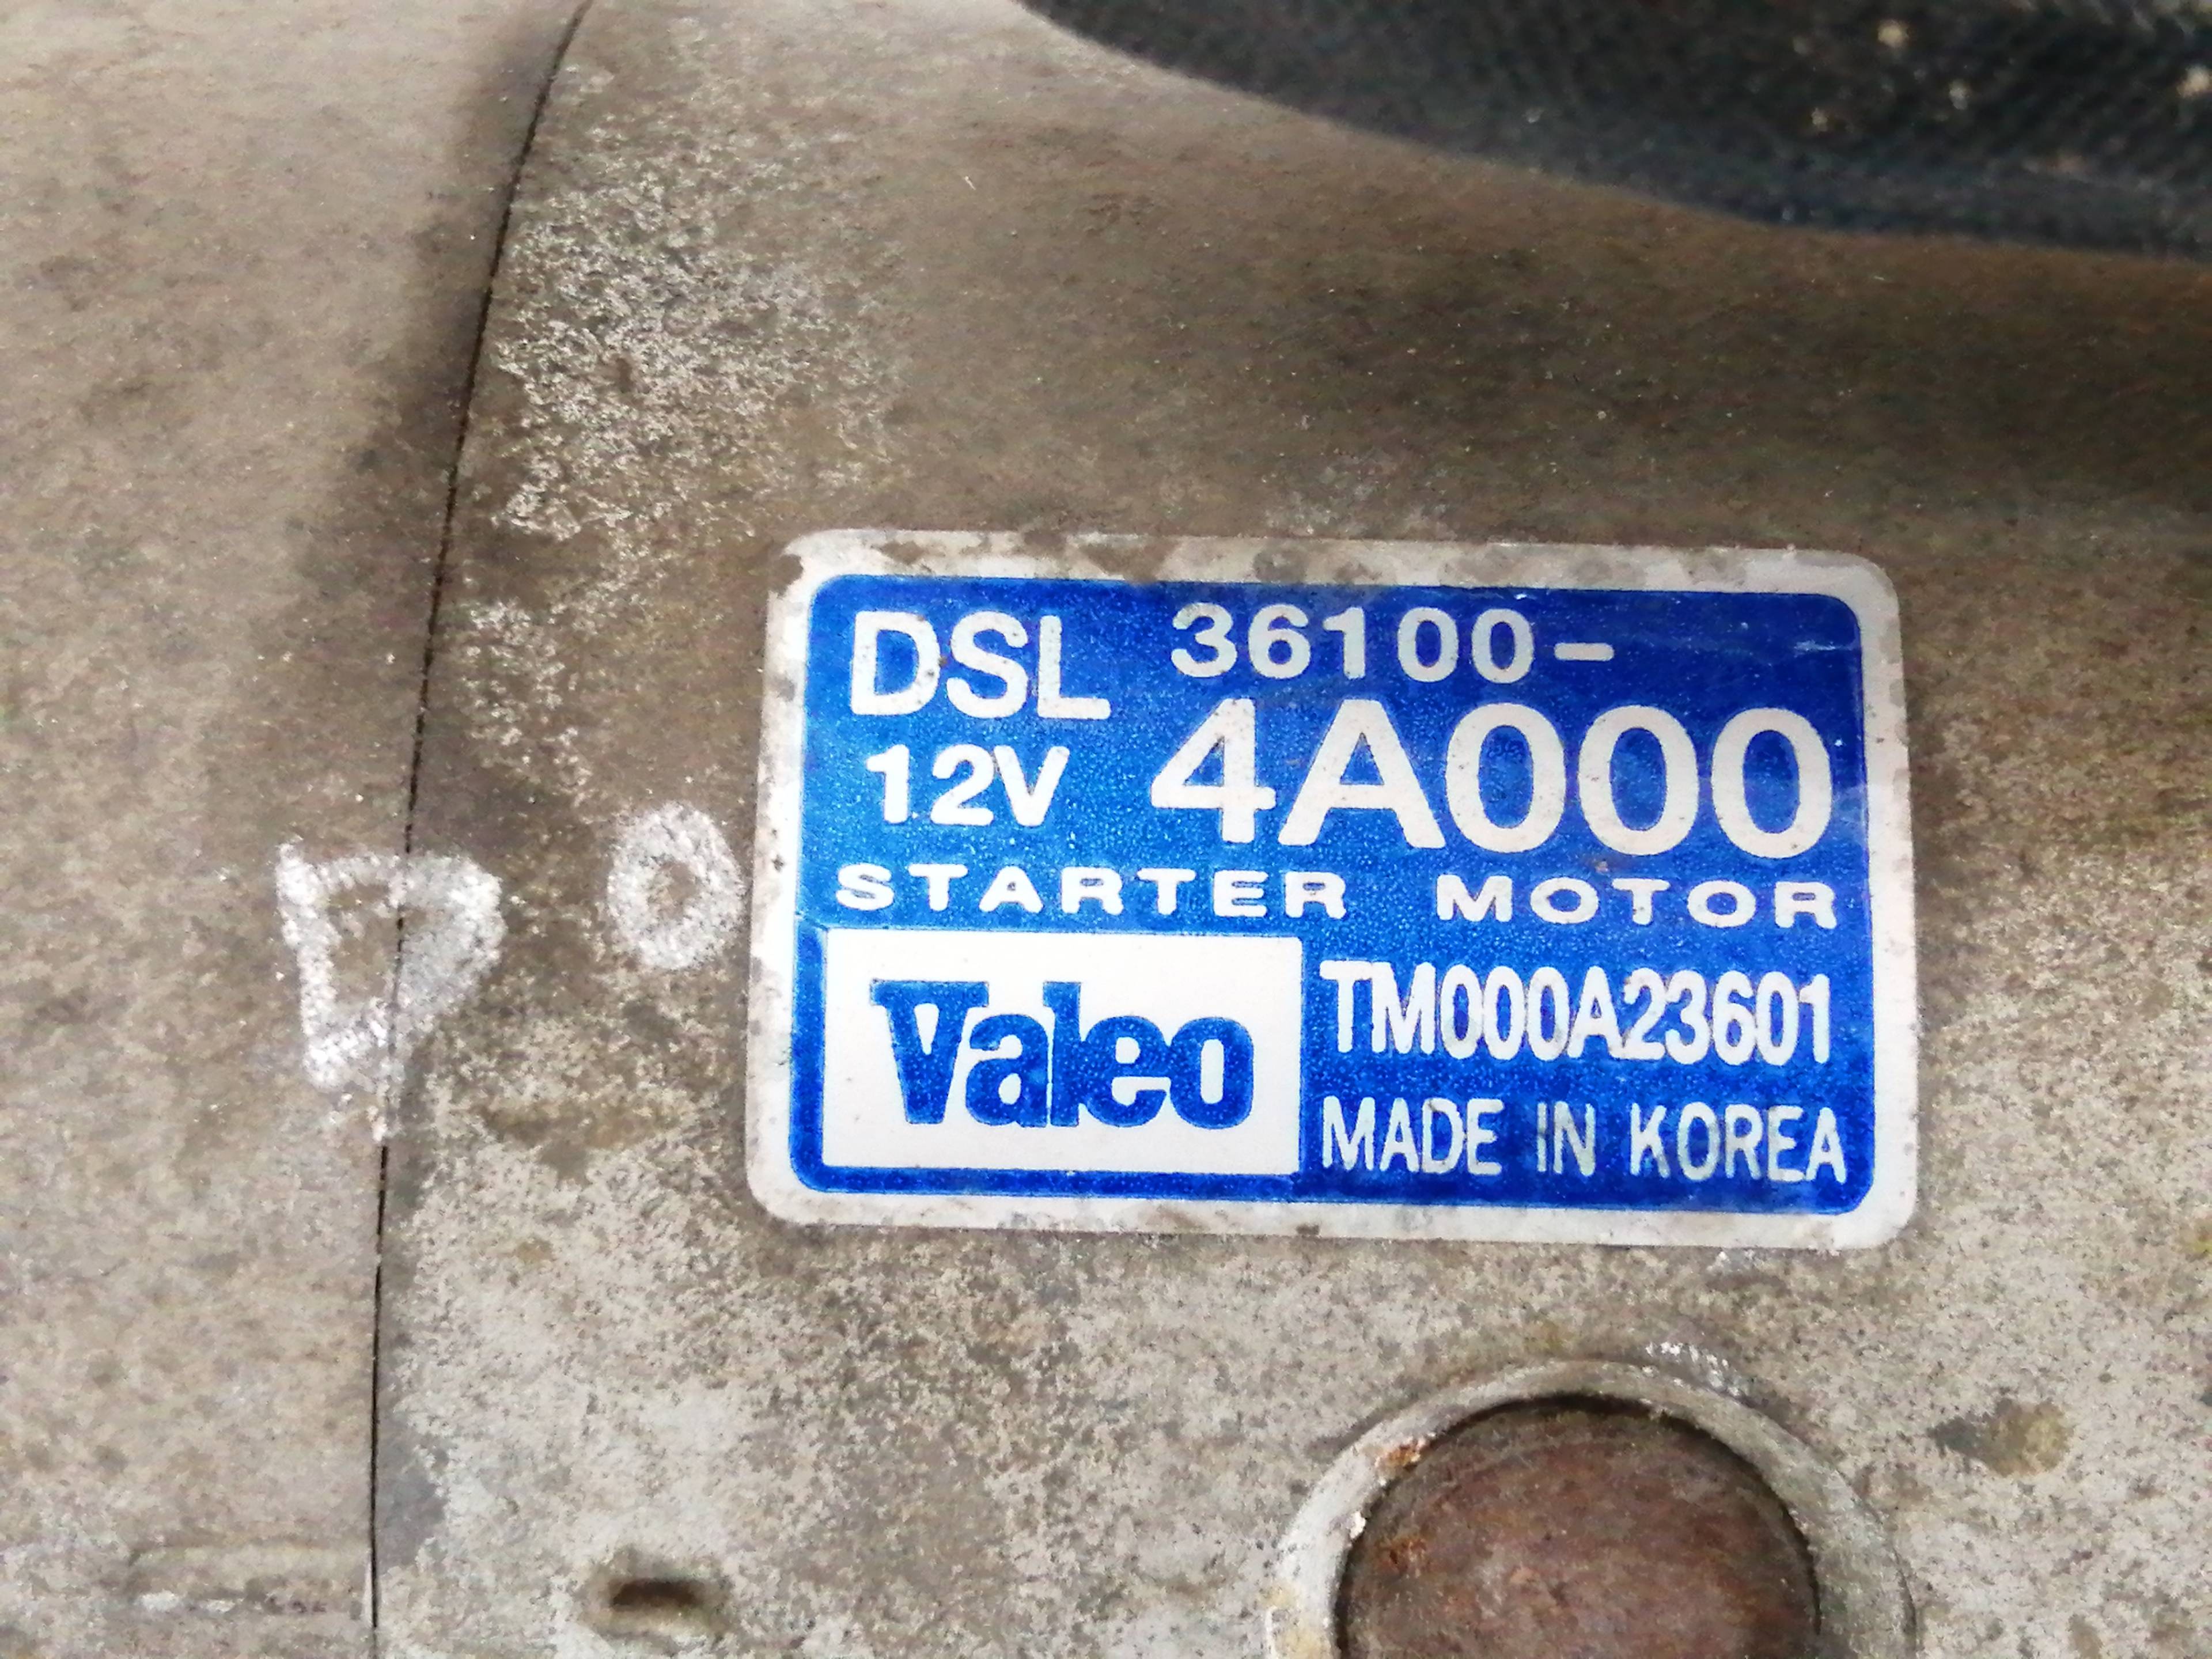 DSL 36100-
12V 4A000
STARTER MOTOR
Valeo TM000A23601
MADE IN KOREA
D O